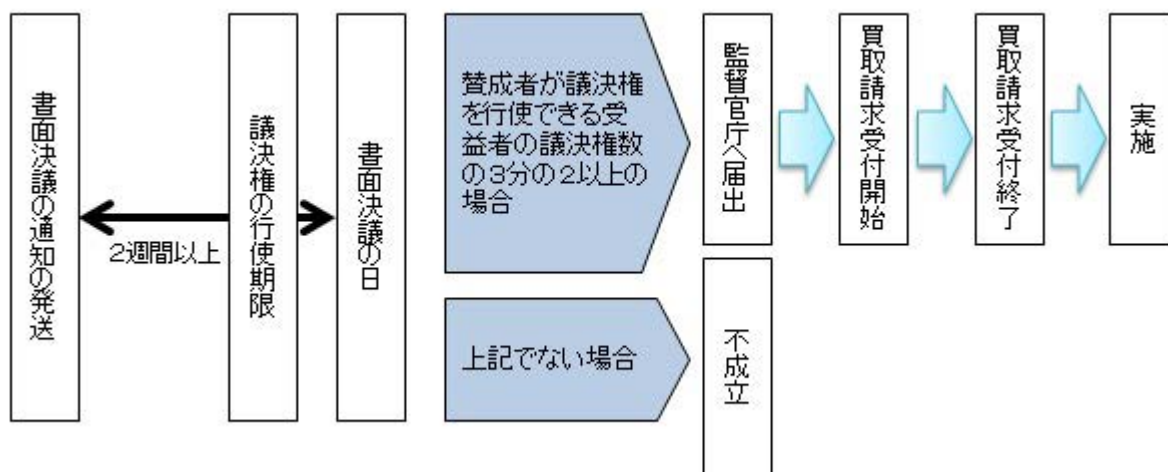 書面決議の通知の発送
2週間以上
議決権の行使期限
書面決議の日
賛成者が議決権
を行使できる受
益者の議決権数
の3分の2以上の
場合
監督官庁へ届出
買取請求受付開始
買取請求受付終了
実施
上記でない場合
不成立